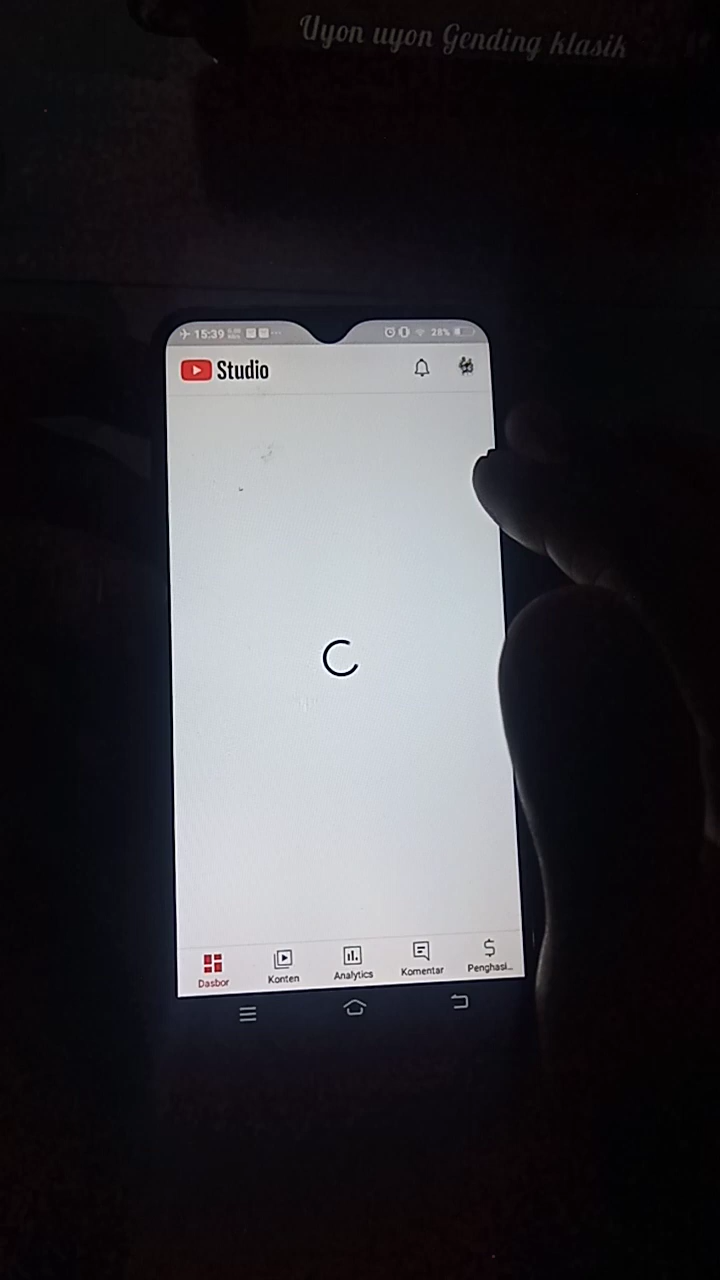 Uyon uyon Gending klasik
15:39
28%
Studio
Dasbor
Konten
Analytics
Komentar
Penghasi...